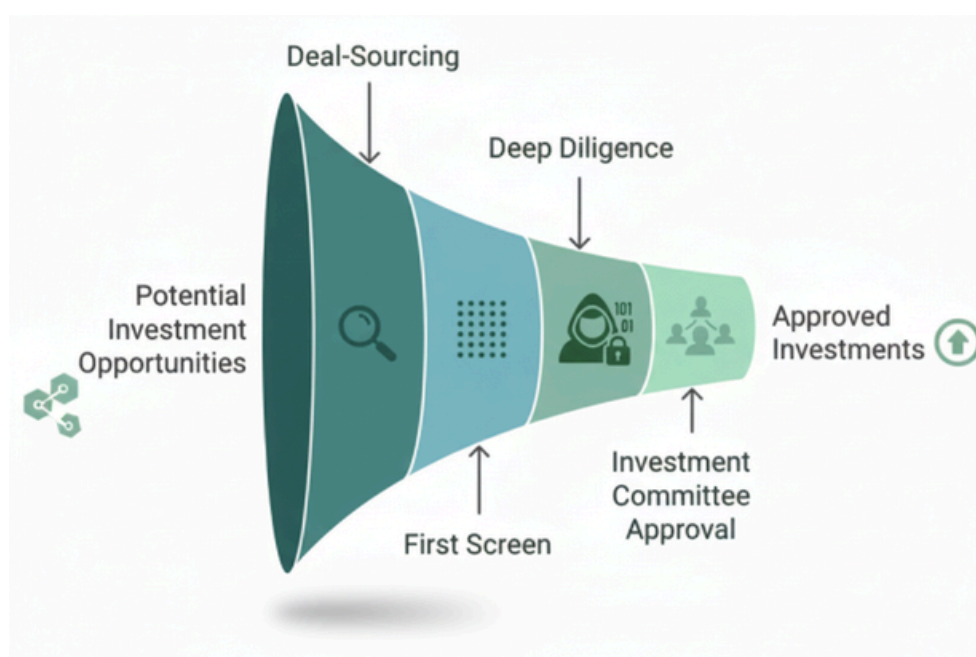 Deal-Sourcing
Deep Diligence
Potential
Investment
Opportunities
101
01
Approved
Investments
Investment
Committee
Approval
First Screen